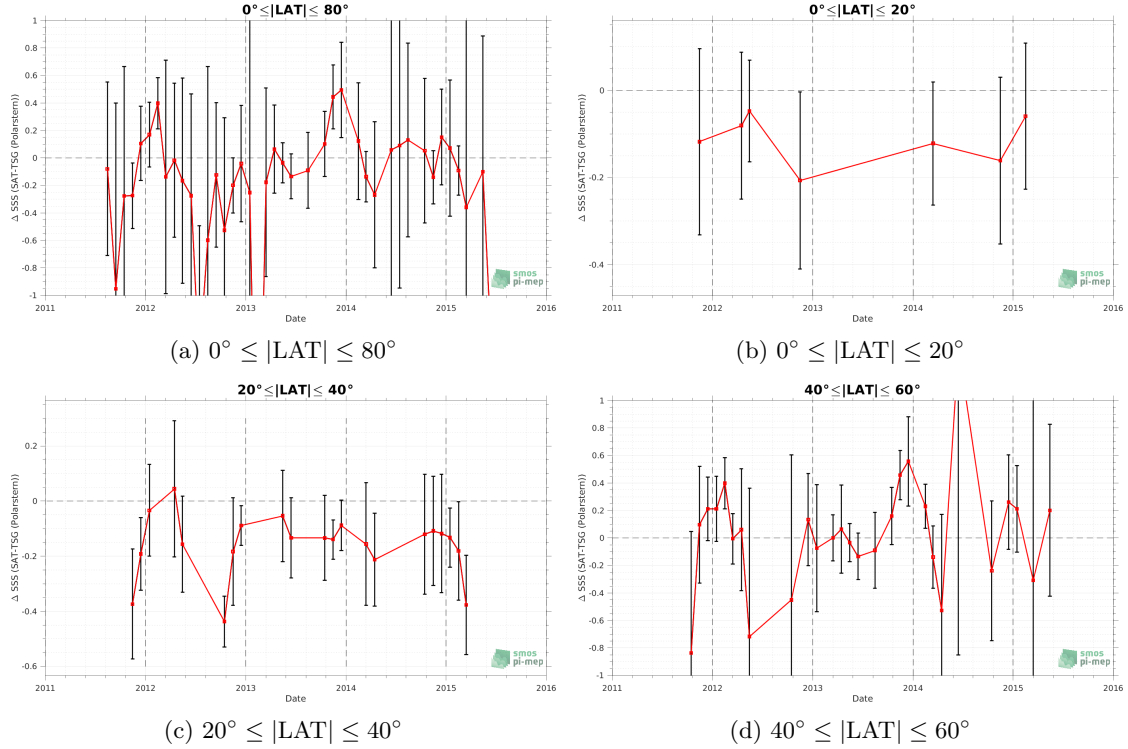 0°≤|LAT|≤ 80°
Δ SSS (SAT-TSG (Polarstern))
1
0.8
0.6
0.4
0.2
0
-0.2
-0.4
-0.6
-0.8
-1
2011 2012 2013 2014 2015 2016
Date
smos
pi-mep
(a) 0° ≤ |LAT| ≤ 80°
0°≤|LAT|≤ 20°
Δ SSS (SAT-TSG (Polarstern))
0
-0.2
-0.4
2011 2012 2013 2014 2015 2016
Date
smos
pi-mep
(b) 0° ≤ |LAT| ≤ 20°
20°≤|LAT|≤ 40°
Δ SSS (SAT-TSG (Polarstern))
0.2
0
-0.2
-0.4
-0.6
2011 2012 2013 2014 2015 2016
Date
smos
pi-mep
(c) 20° ≤ |LAT| ≤ 40°
40°≤|LAT|≤ 60°
Δ SSS (SAT-TSG (Polarstern))
1
0.8
0.6
0.4
0.2
0
-0.2
-0.4
-0.6
-0.8
-1
2011 2012 2013 2014 2015 2016
Date
smos
pi-mep
(d) 40° ≤ |LAT| ≤ 60°